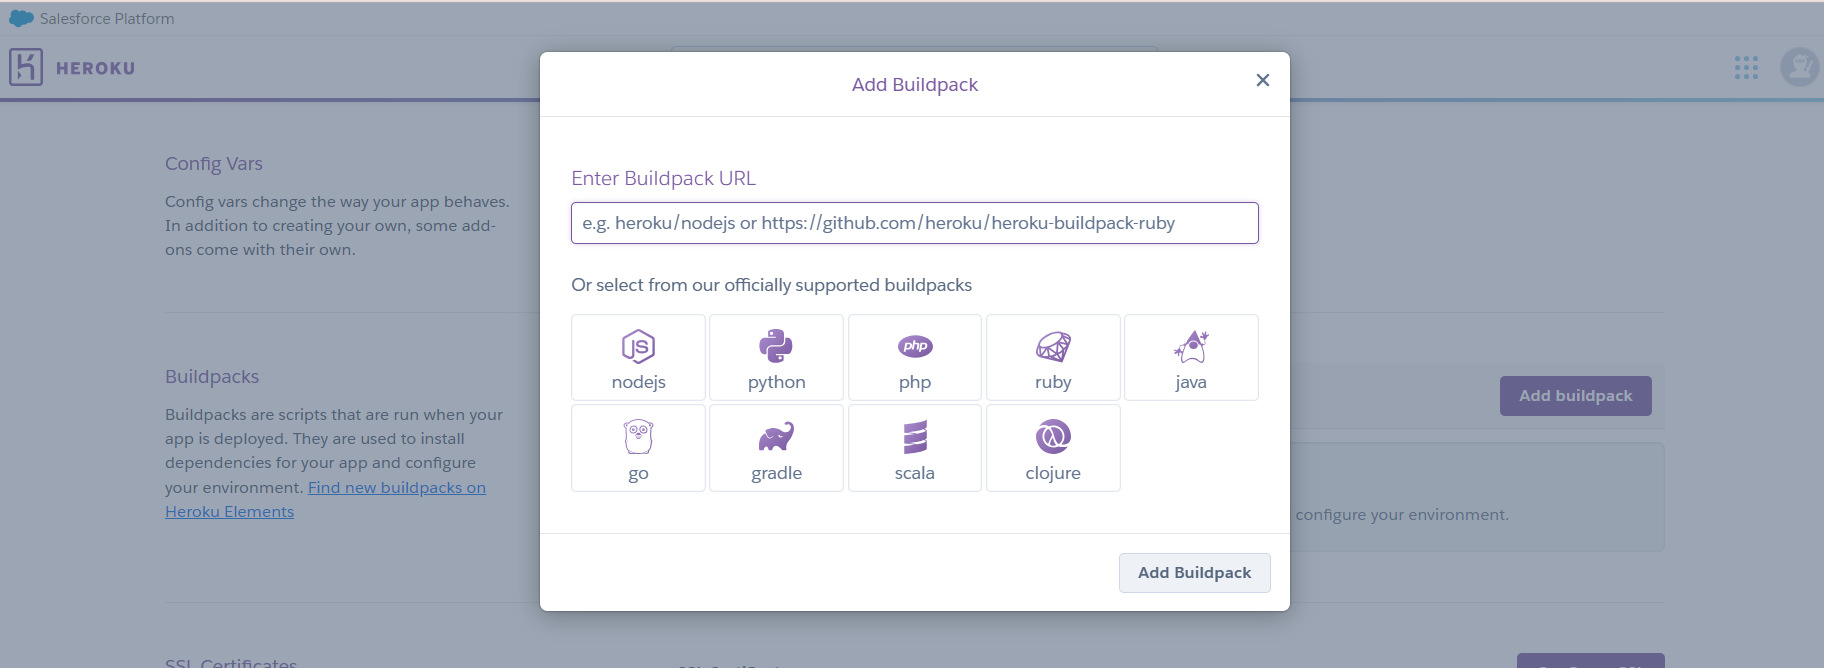 Salesforce Platform
HEROKU
Config Vars
Config vars change the way your app behaves.
In addition to creating your own, some add-
ons come with their own.
Buildpacks
Buildpacks are scripts that are run when your
app is deployed. They are used to install
dependencies for your app and configure
your environment. Find new buildpacks on
Heroku Elements
SSL Certificates
Add Buildpack
Enter Buildpack URL
e.g. heroku/nodejs or https://github.com/heroku/heroku-buildpack-ruby
Or select from our officially supported buildpacks
JS
php
nodejs
python
php
ruby
java
go
gradle
scala
clojure
Add Buildpack
Add buildpack
configure your environment.